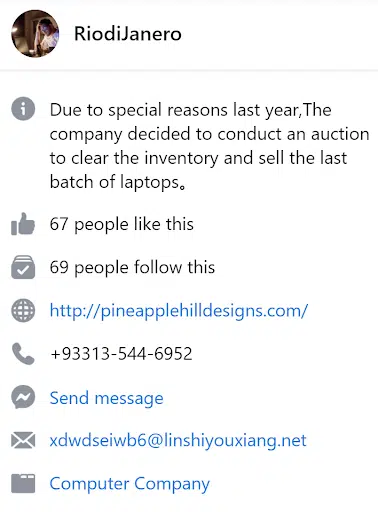 RiodiJanero
Due to special reasons last year,The
company decided to conduct an auction
to clear the inventory and sell the last
batch of laptops。
67 people like this
69 people follow this
http://pineapplehilldesigns.com/
+93313-544-6952
Send message
xdwdseiwb6@linshiyouxiang.net
Computer Company